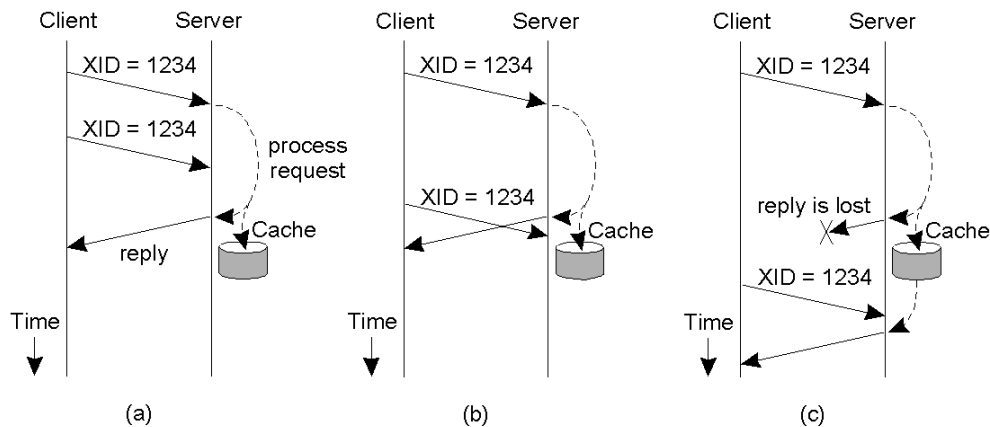 Client Server Client Server Client Server
XID = 1234 XID = 1234 XID = 1234
XID = 1234
process
request
XID = 1234
reply is lost
Cache Cache Cache
reply
XID = 1234
Time Time Time
(a) (b) (c)